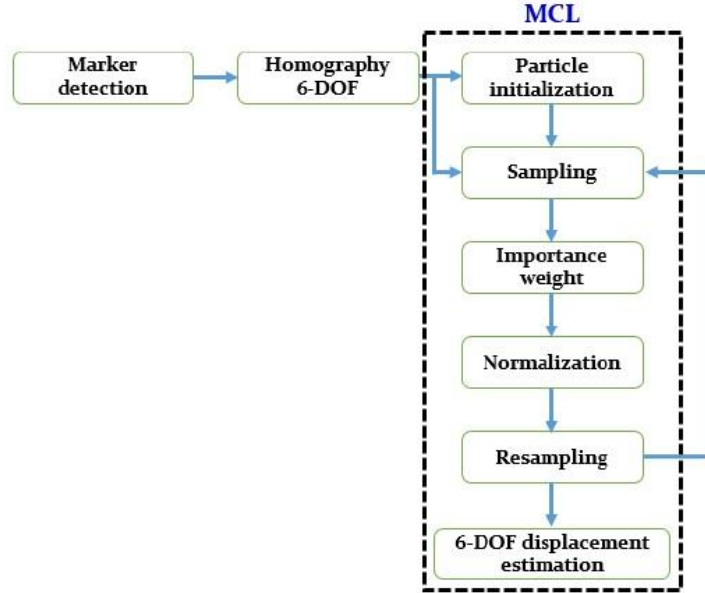 MCL
Marker
detection
Homography
6-DOF
Particle
initialization
Sampling
Importance
weight
Normalization
Resampling
6-DOF displacement
estimation